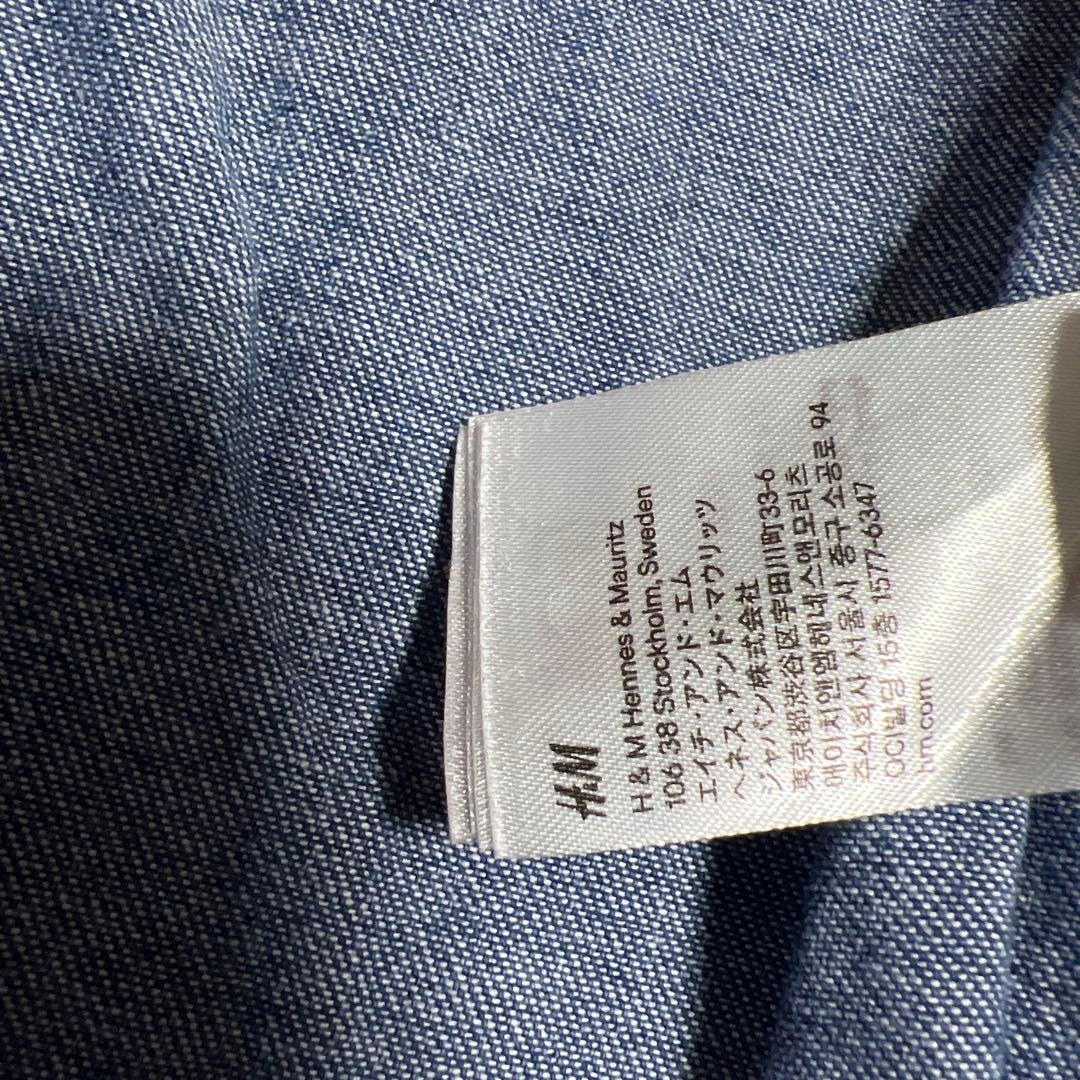 H&M
H & M Hennes & Mauritz
106 38 Stockholm, Sweden
エイチ・アンド・エム
ヘネス・アンド・マウリッツ
ジャパン株式会社
東京都渋谷区宇田川町33-6
에이치앤엠헤네스앤모리츠
주식회사 서울시 중구 소공로 94
OCI빌딩 15층 1577-6347
hm.com